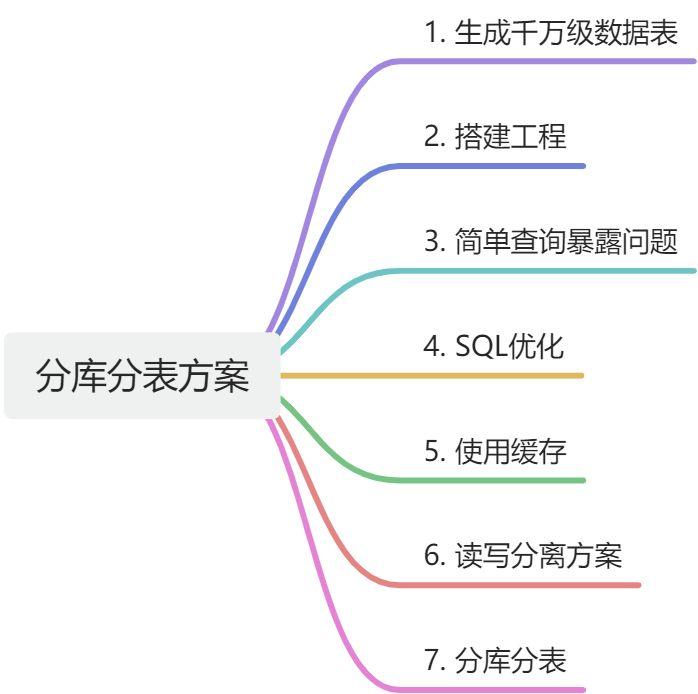 1. 生成千万级数据表
2. 搭建工程
3. 简单查询暴露问题
分库分表方案
4. SQL优化
5. 使用缓存
6. 读写分离方案
7. 分库分表